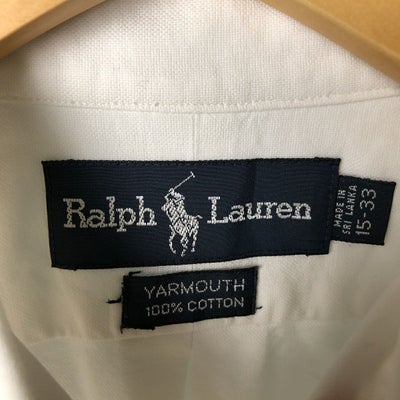 Ralph Lauren
MADE IN
SRI LANKA
15-33
YARMOUTH
100% COTTON